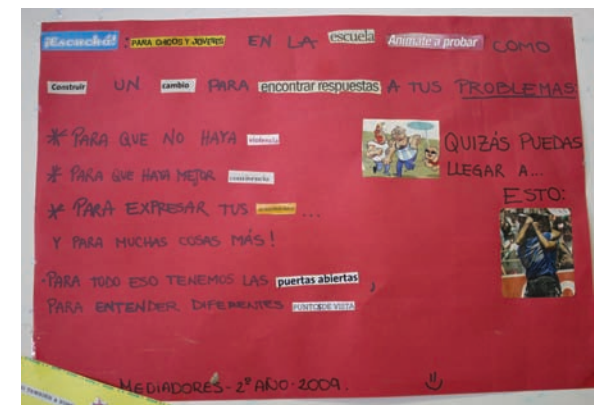 ¡Escuchá! : PARA CHICOS Y JÓVENES EN LA escuela Animate a probar COMO
Construir UN cambio PARA encontrar respuestas A TUS PROBLEMAS:
* PARA QUE NO HAYA violencia
* PARA QUE HAYA MEJOR convivencia
* PARA EXPRESAR TUS ...
Y PARA MUCHAS COSAS MÁS!
QUIZÁS PUEDAS
LLEGAR A...
ESTO:
-PARA TODO ESO TENEMOS LAS puertas abiertas ,
PARA ENTENDER DIFERENTES PUNTOS DE VISTA
MEDIADORES - 2º AÑO - 2009.